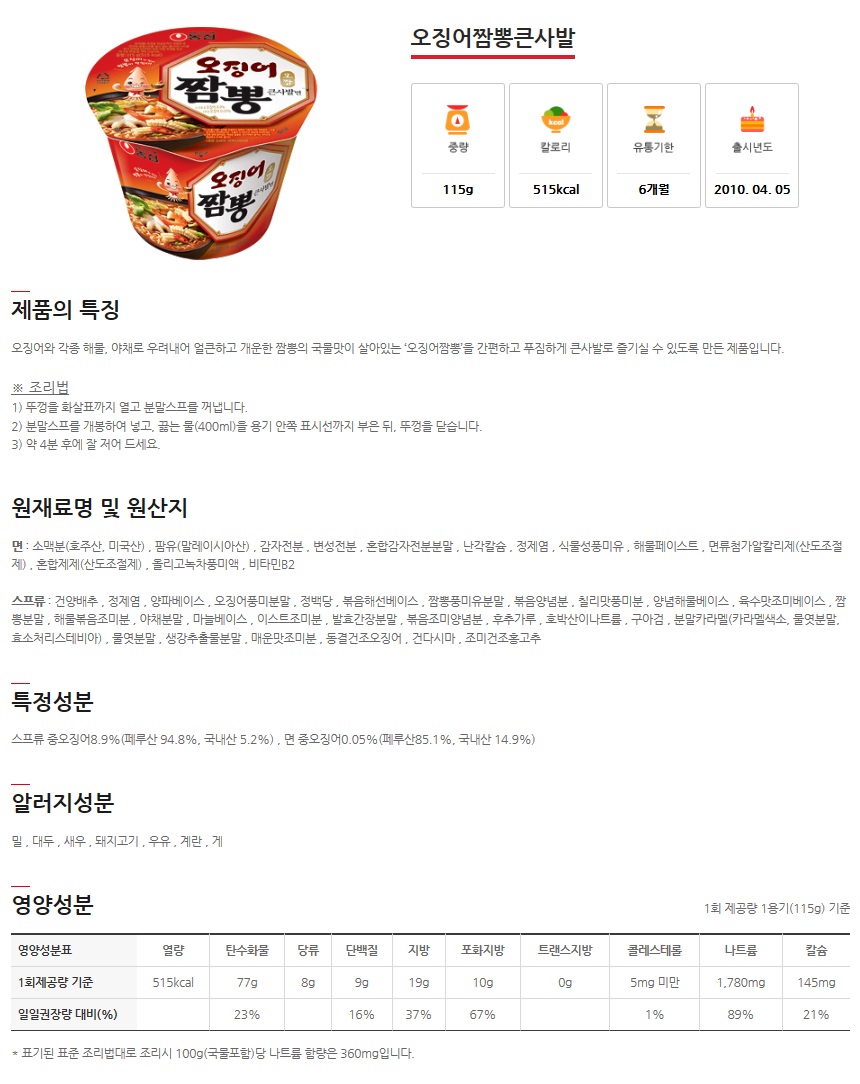 농심
오징어
짬뽕
큰사발면
농심
오징어
짬뽕
큰사발면
오징어짬뽕큰사발
중량
칼로리
유통기한
출시년도
kcal
115g
515kcal
6개월
2010. 04. 05
제품의 특징
오징어와 각종 해물, 야채로 우려내어 얼큰하고 개운한 짬뽕의 국물맛이 살아있는 ‘오징어짬뽕’을 간편하고 푸짐하게 큰사발로 즐기실 수 있도록 만든 제품입니다.
※ 조리법
1) 뚜껑을 화살표까지 열고 분말스프를 꺼냅니다.
2) 분말스프를 개봉하여 넣고, 끓는 물(400ml)을 용기 안쪽 표시선까지 부은 뒤, 뚜껑을 닫습니다.
3) 약 4분 후에 잘 저어 드세요.
원재료명 및 원산지
면 : 소맥분(호주산, 미국산) , 팜유(말레이시아산) , 감자전분 , 변성전분 , 혼합감자전분분말 , 난각칼슘 , 정제염 , 식물성풍미유 , 해물페이스트 , 면류첨가알칼리제(산도조절
제) , 혼합제제(산도조절제) , 올리고녹차풍미액 , 비타민B2
스프류 : 건양배추 , 정제염 , 양파베이스 , 오징어풍미분말 , 정백당 , 볶음해선베이스 , 짬뽕풍미유분말 , 볶음양념분 , 칠리맛풍미분 , 양념해물베이스 , 육수맛조미베이스 , 짬
뽕분말 , 해물볶음조미분 , 야채분말 , 마늘베이스 , 이스트조미분 , 발효간장분말 , 볶음조미양념분 , 후추가루 , 호박산이나트륨 , 구아검 , 분말카라멜(카라멜색소, 물엿분말,
효소처리스테비아) , 물엿분말 , 생강추출물분말 , 매운맛조미분 , 동결건조오징어 , 건다시마 , 조미건조홍고추
특정성분
스프류 중오징어8.9%(페루산 94.8%, 국내산 5.2%) , 면 중오징어0.05%(페루산85.1%, 국내산 14.9%)
알러지성분
밀 , 대두 , 새우 , 돼지고기 , 우유 , 계란 , 게
영양성분
1회 제공량 1용기(115g) 기준
영양성분표 열량 탄수화물 당류 단백질 지방 포화지방 트랜스지방 콜레스테롤 나트륨 칼슘
1회제공량 기준 515kcal 77g 8g 9g 19g 10g 0g 5mg 미만 1,780mg 145mg
일일권장량 대비(%) 23% 16% 37% 67% 1% 89% 21%
* 표기된 표준 조리법대로 조리시 100g(국물포함)당 나트륨 함량은 360mg입니다.